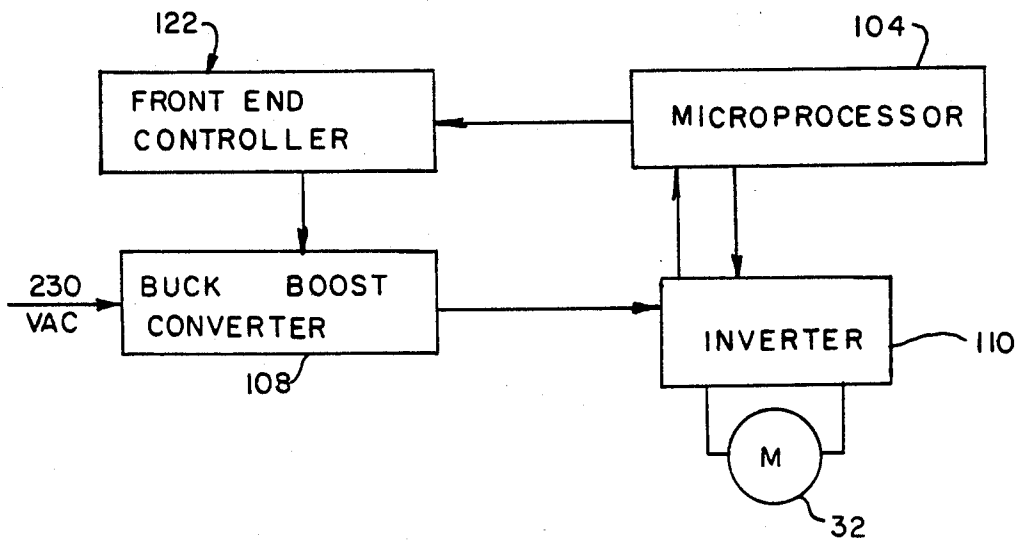 122
104
FRONT END
CONTROLLER
MICROPROCESSOR
230
VAC
BUCK BOOST
CONVERTER
108
INVERTER
110
M
32